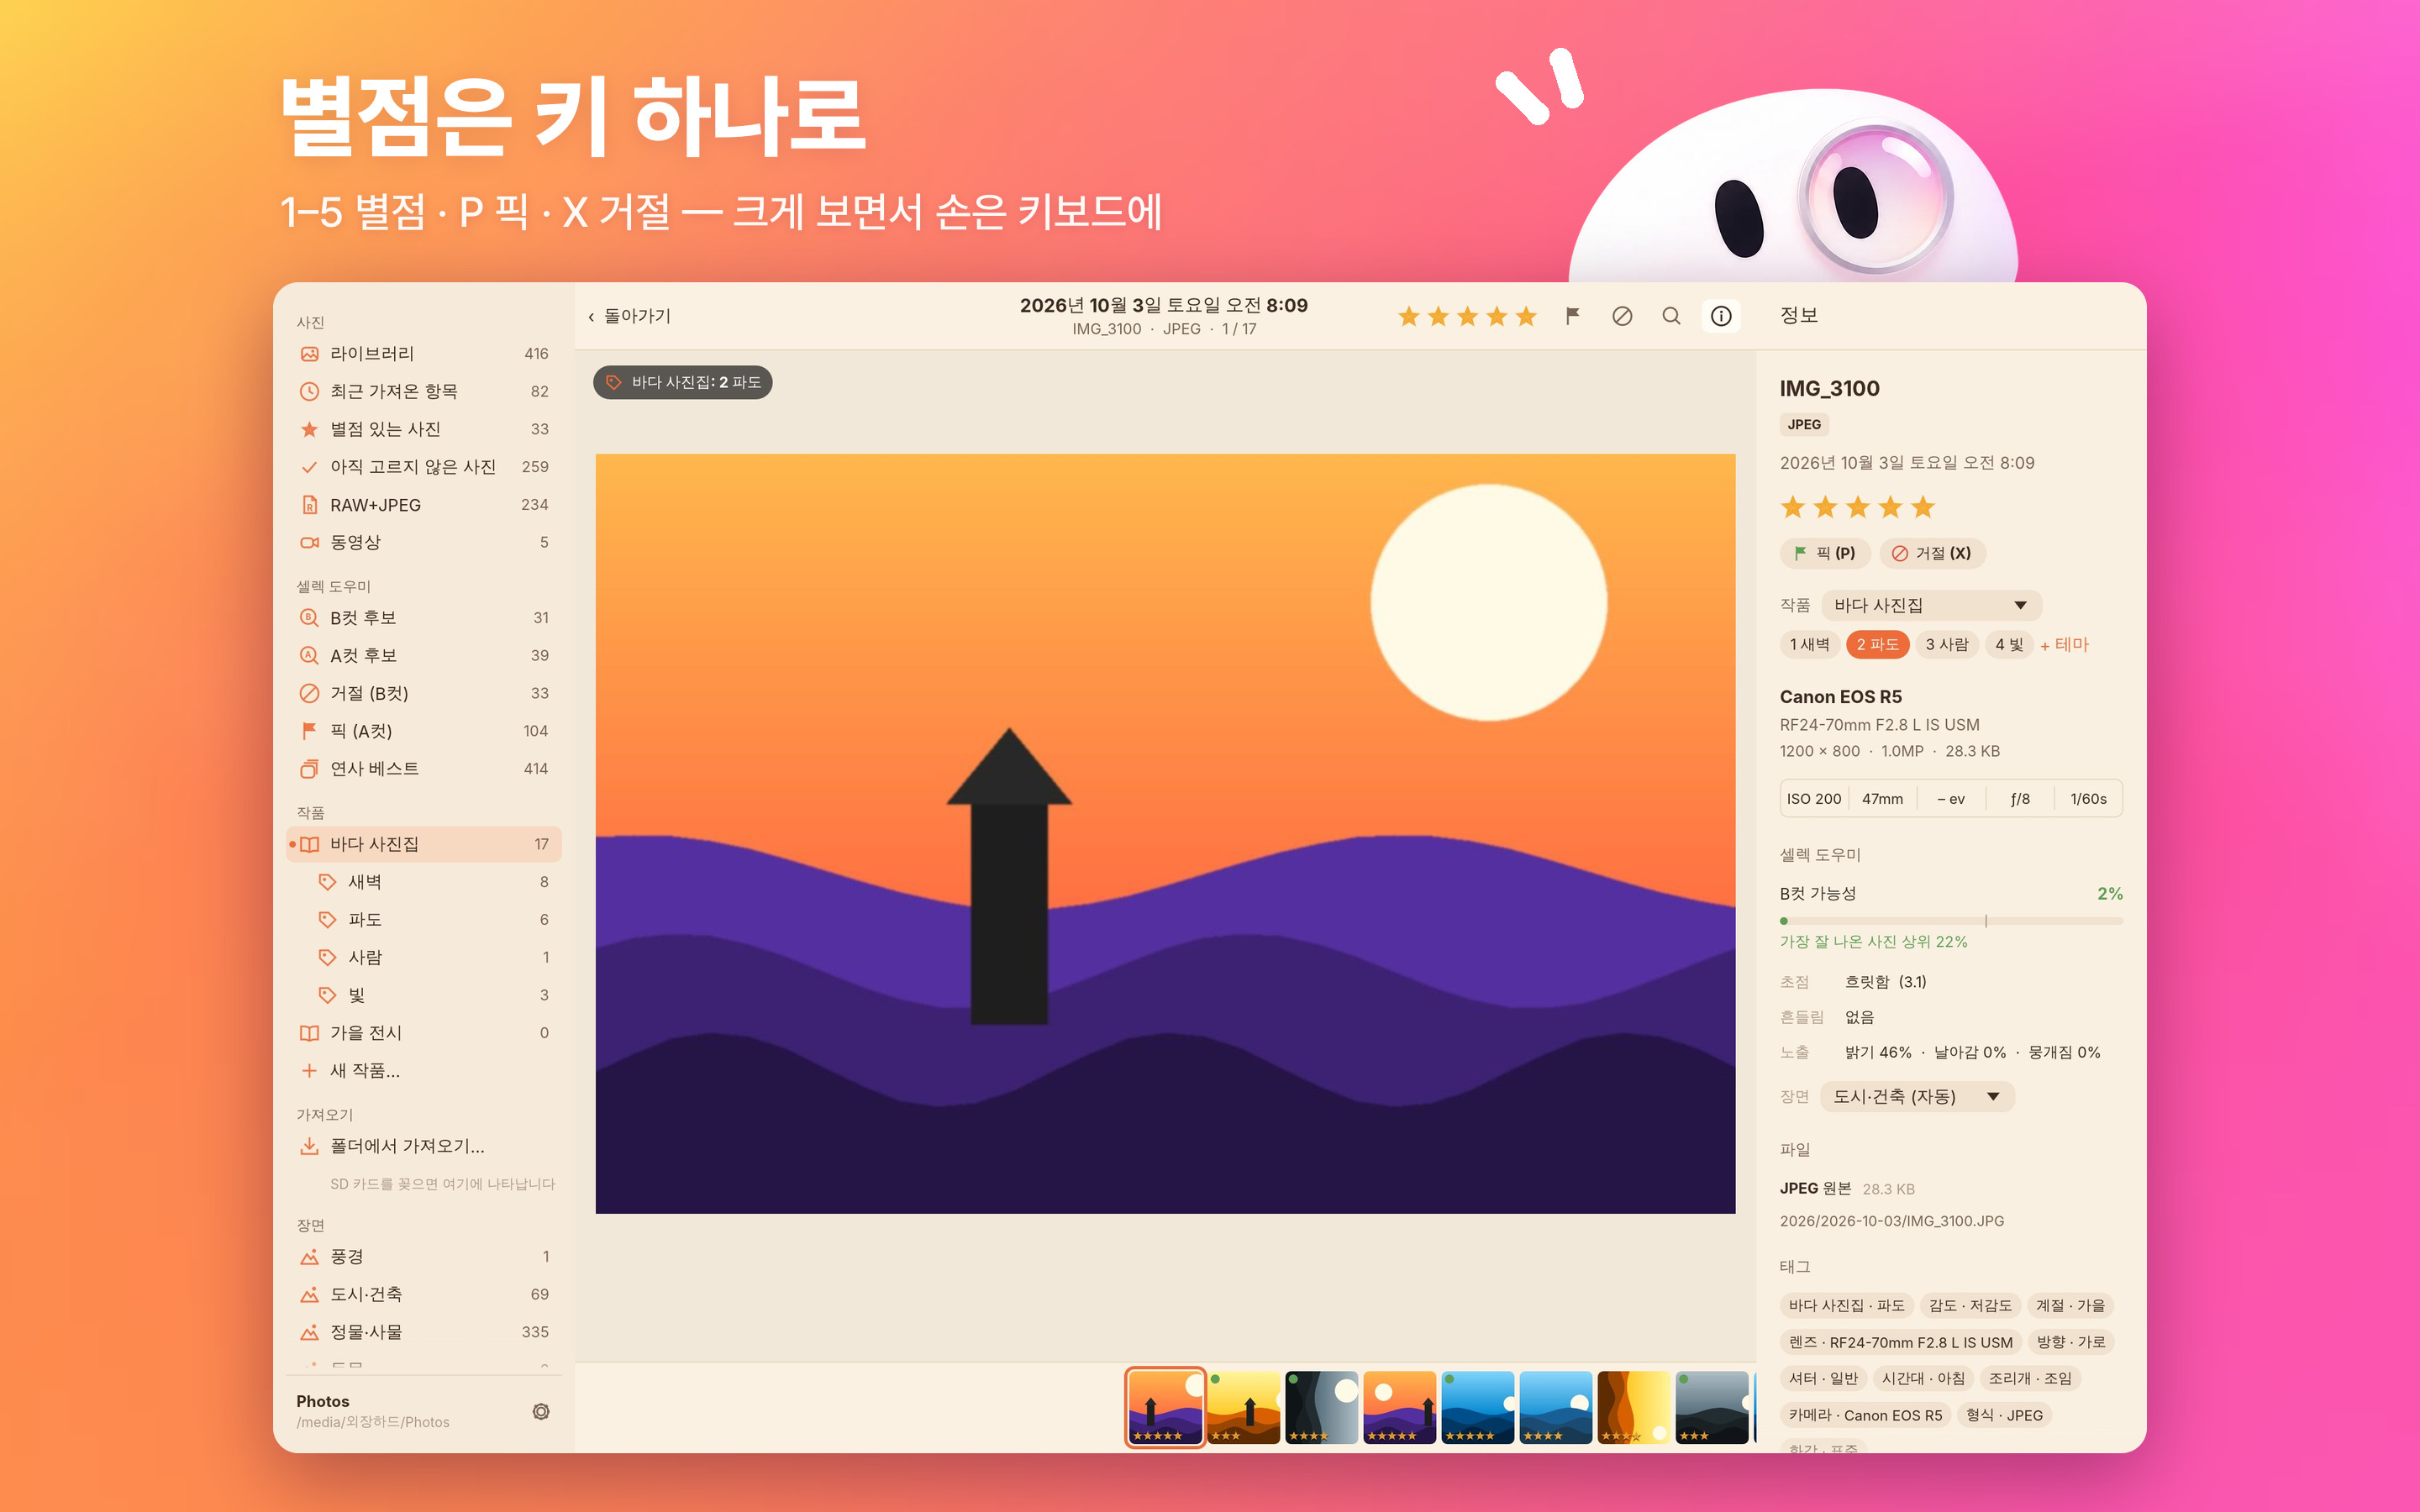 별점은 키 하나로
1–5 별점 · P 픽 · X 거절 — 크게 보면서 손은 키보드에
사진
라이브러리 416
최근 가져온 항목 82
별점 있는 사진 33
아직 고르지 않은 사진 259
RAW+JPEG 234
동영상 5
셀렉 도우미
B컷 후보 31
A컷 후보 39
거절 (B컷) 33
픽 (A컷) 104
연사 베스트 414
작품
바다 사진집 17
새벽 8
파도 6
사람 1
빛 3
가을 전시 0
새 작품...
가져오기
폴더에서 가져오기...
SD 카드를 꽂으면 여기에 나타납니다
장면
풍경 1
도시·건축 69
정물·사물 335
Photos
/media/외장하드/Photos
‹ 돌아가기
2026년 10월 3일 토요일 오전 8:09
IMG_3100 · JPEG · 1 / 17
바다 사진집: 2 파도
정보
IMG_3100
JPEG
2026년 10월 3일 토요일 오전 8:09
픽 (P) 거절 (X)
작품 바다 사진집
1 새벽 2 파도 3 사람 4 빛 + 테마
Canon EOS R5
RF24-70mm F2.8 L IS USM
1200 × 800 · 1.0MP · 28.3 KB
ISO 200 47mm – ev ƒ/8 1/60s
셀렉 도우미
B컷 가능성 2%
가장 잘 나온 사진 상위 22%
초점 흐릿함 (3.1)
흔들림 없음
노출 밝기 46% · 날아감 0% · 뭉개짐 0%
장면 도시·건축 (자동)
파일
JPEG 원본 28.3 KB
2026/2026-10-03/IMG_3100.JPG
태그
바다 사진집 · 파도 감도 · 저감도 계절 · 가을
렌즈 · RF24-70mm F2.8 L IS USM 방향 · 가로
셔터 · 일반 시간대 · 아침 조리개 · 조임
카메라 · Canon EOS R5 형식 · JPEG